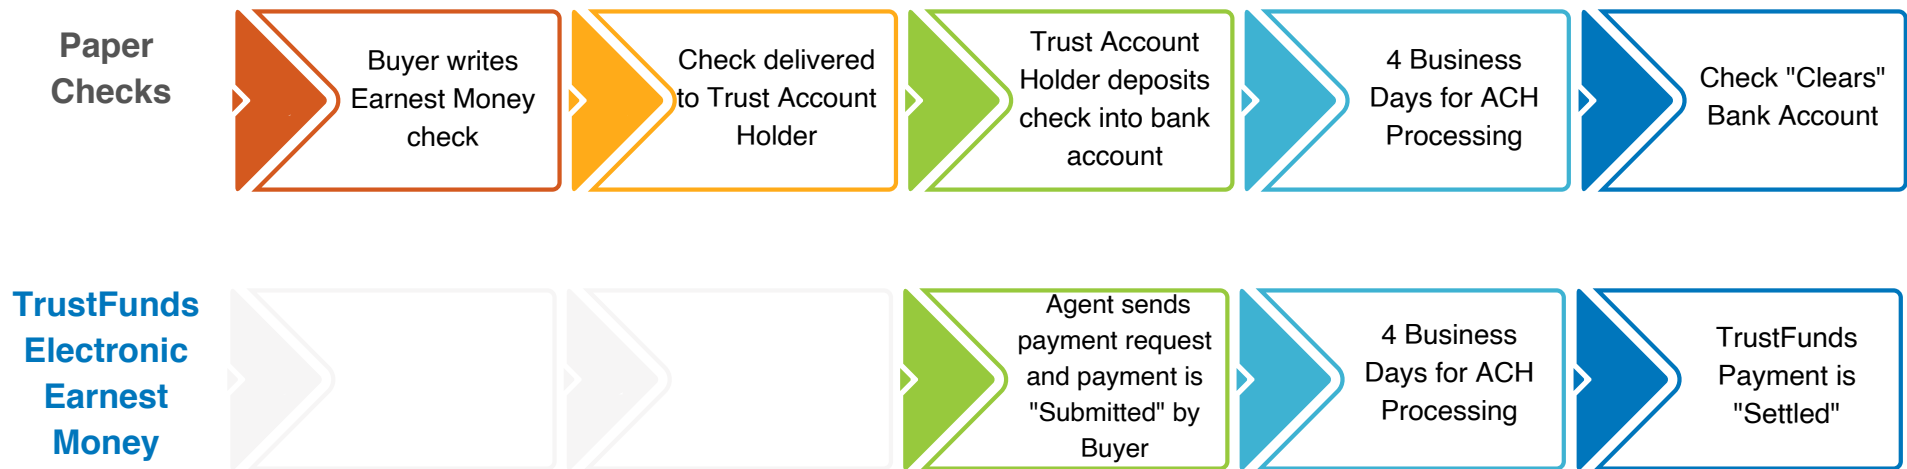 Paper
Checks
Buyer writes
Earnest Money
check
Check delivered
to Trust Account
Holder
Trust Account
Holder deposits
check into bank
account
4 Business
Days for ACH
Processing
Check "Clears"
Bank Account
TrustFunds
Electronic
Earnest
Money
Agent sends
payment request
and payment is
"Submitted" by
Buyer
4 Business
Days for ACH
Processing
TrustFunds
Payment is
"Settled"